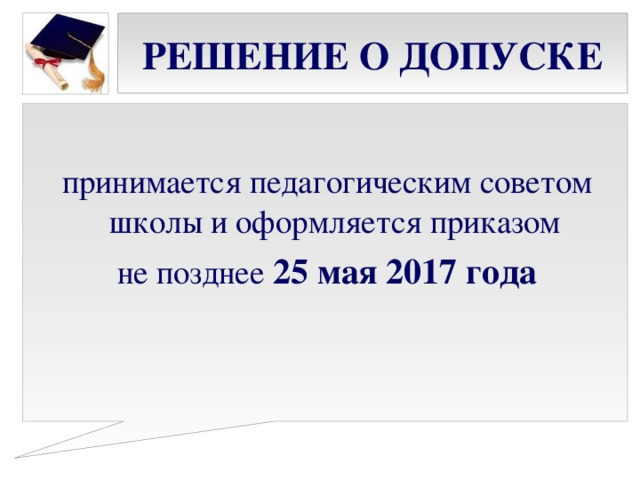 РЕШЕНИЕ О ДОПУСКЕ
принимается педагогическим советом
школы и оформляется приказом
не позднее 25 мая 2017 года